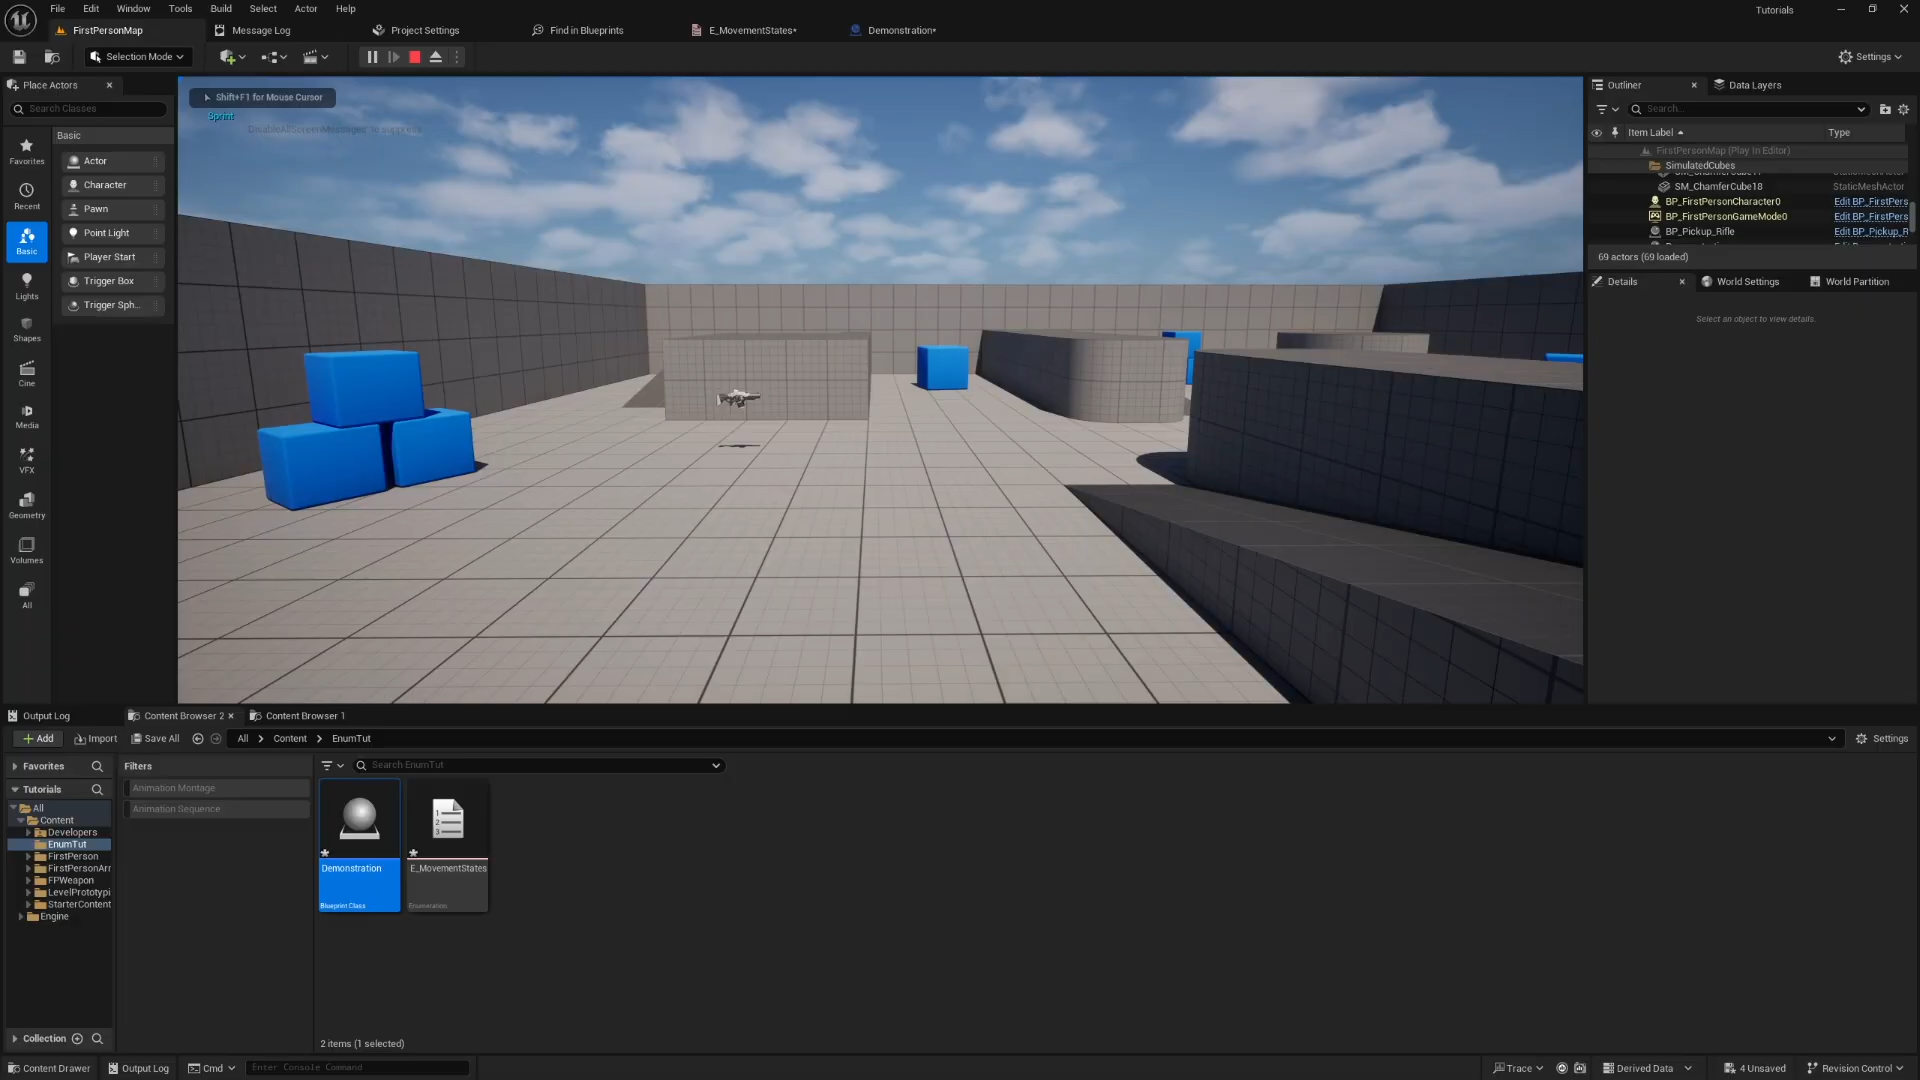 File Edit Window Tools Build Select Actor Help
Tutorials
FirstPersonMap
Message Log
Project Settings
Find in Blueprints
E_MovementStates*
Demonstration*
Selection Mode
Settings
Place Actors
Search Classes
Favorites
Recent
Basic
Lights
Shapes
Cine
Media
VFX
Geometry
Volumes
All
Basic
Actor
Character
Pawn
Point Light
Player Start
Trigger Box
Trigger Sph...
Shift+F1 for Mouse Cursor
Sprint
'DisableAllScreenMessages' to suppress
Outliner
Data Layers
Search...
Item Label
Type
FirstPersonMap (Play In Editor)
SimulatedCubes
SM_ChamferCube18 StaticMeshActor
BP_FirstPersonCharacter0 Edit BP_FirstPers
BP_FirstPersonGameMode0 Edit BP_FirstPers
BP_Pickup_Rifle Edit BP_Pickup_R
69 actors (69 loaded)
Details
World Settings
World Partition
Select an object to view details.
Output Log
Content Browser 2
Content Browser 1
Add
Import
Save All
All > Content > EnumTut
Settings
Favorites
Tutorials
All
Content
Developers
EnumTut
FirstPerson
FirstPersonArr
FPWeapon
LevelPrototypi
StarterContent
Engine
Collection
Filters
Animation Montage
Animation Sequence
Search EnumTut
Demonstration
Blueprint Class
E_MovementStates
Enumeration
2 items (1 selected)
Content Drawer
Output Log
Cmd
Enter Console Command
Trace
Derived Data
4 Unsaved
Revision Control